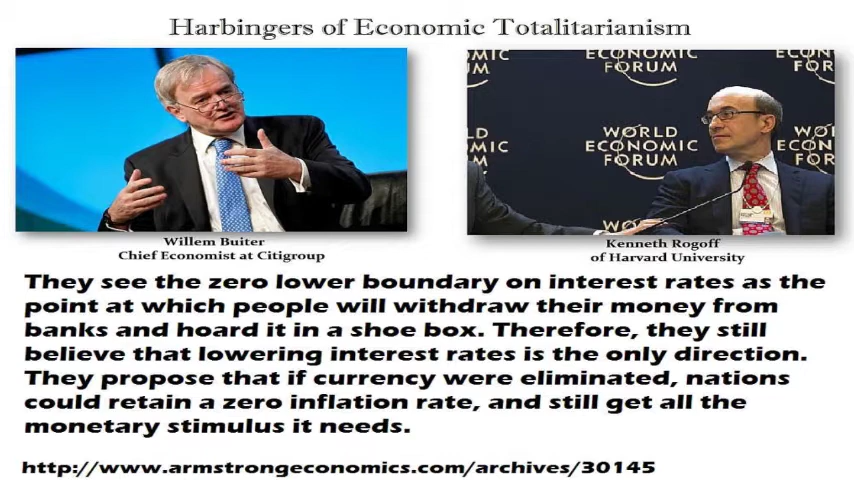 Harbingers of Economic Totalitarianism
ECONOMIC
FORUM
WORLD
ECONOMIC
FORUM
Willem Buiter
Chief Economist at Citigroup
Kenneth Rogoff
of Harvard University
They see the zero lower boundary on interest rates as the
point at which people will withdraw their money from
banks and hoard it in a shoe box. Therefore, they still
believe that lowering interest rates is the only direction.
They propose that if currency were eliminated, nations
could retain a zero inflation rate, and still get all the
monetary stimulus it needs.
http://www.armstrongeconomics.com/archives/30145